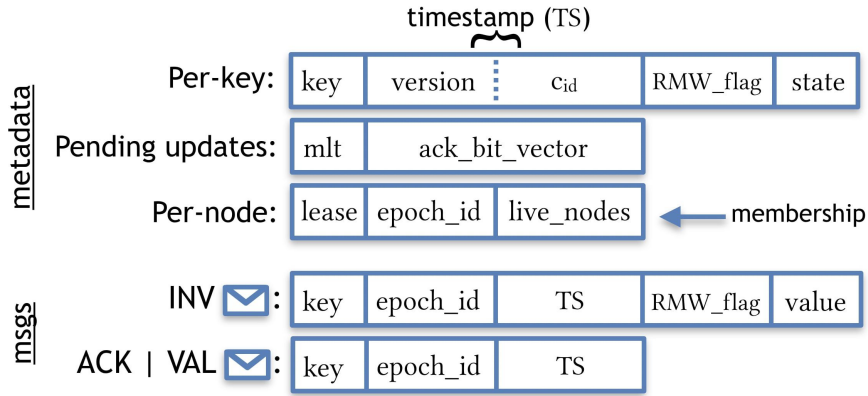 timestamp (TS)
metadata
Per-key: key version cid RMW_flag state
Pending updates: mlt ack_bit_vector
Per-node: lease epoch_id live_nodes membership
msgs
INV : key epoch_id TS RMW_flag value
ACK | VAL : key epoch_id TS